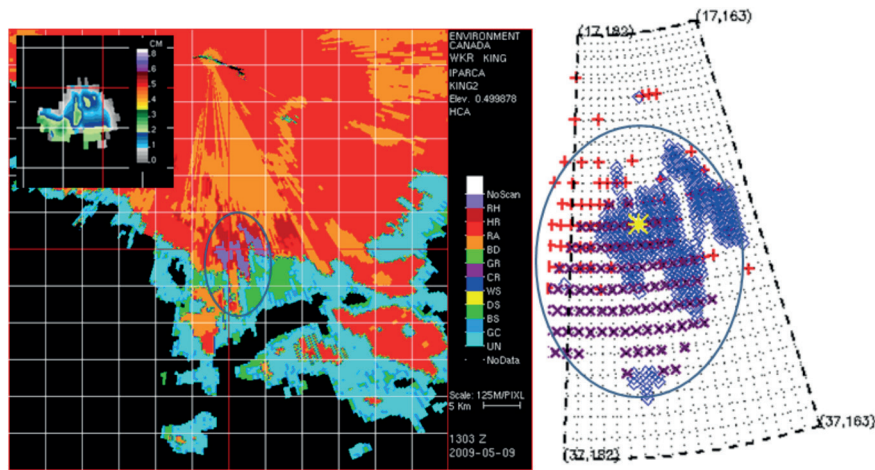 CM
.8
.6
.5
.4
.3
.2
.1
.0
ENVIRONMENT
CANADA
WKR KING
IPARCA
KING2
Elev. 0.499878
HCA
NoScan
RH
HR
RA
BD
GR
CR
WS
DS
BS
GC
UN
NoData
Scale: 125M/PIXL
5 Km
1303 Z
2009-05-09
(17,182)
(17,163)
(37,182)
(37,163)